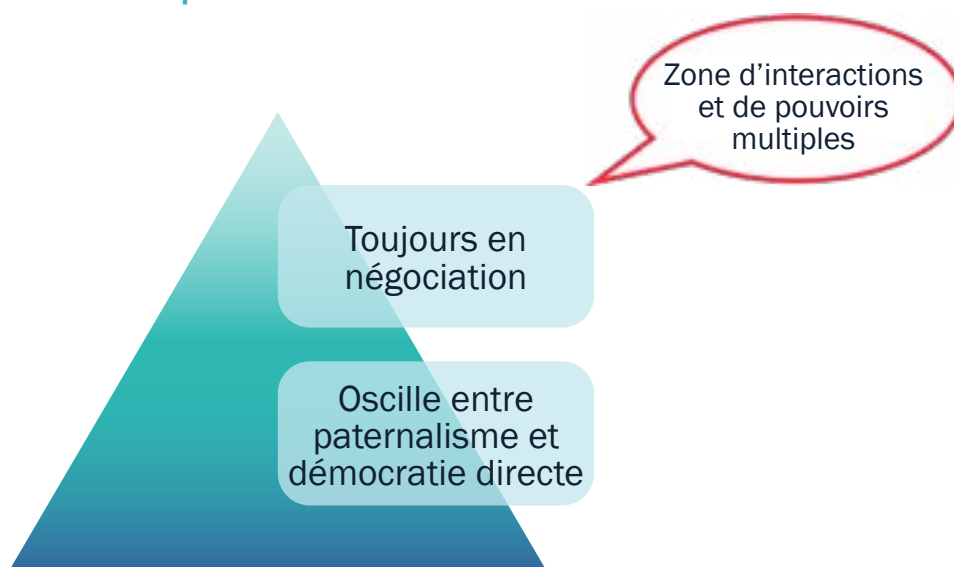 Zone d'interactions
et de pouvoirs
multiples
Toujours en
négociation
Oscille entre
paternalisme et
démocratie directe